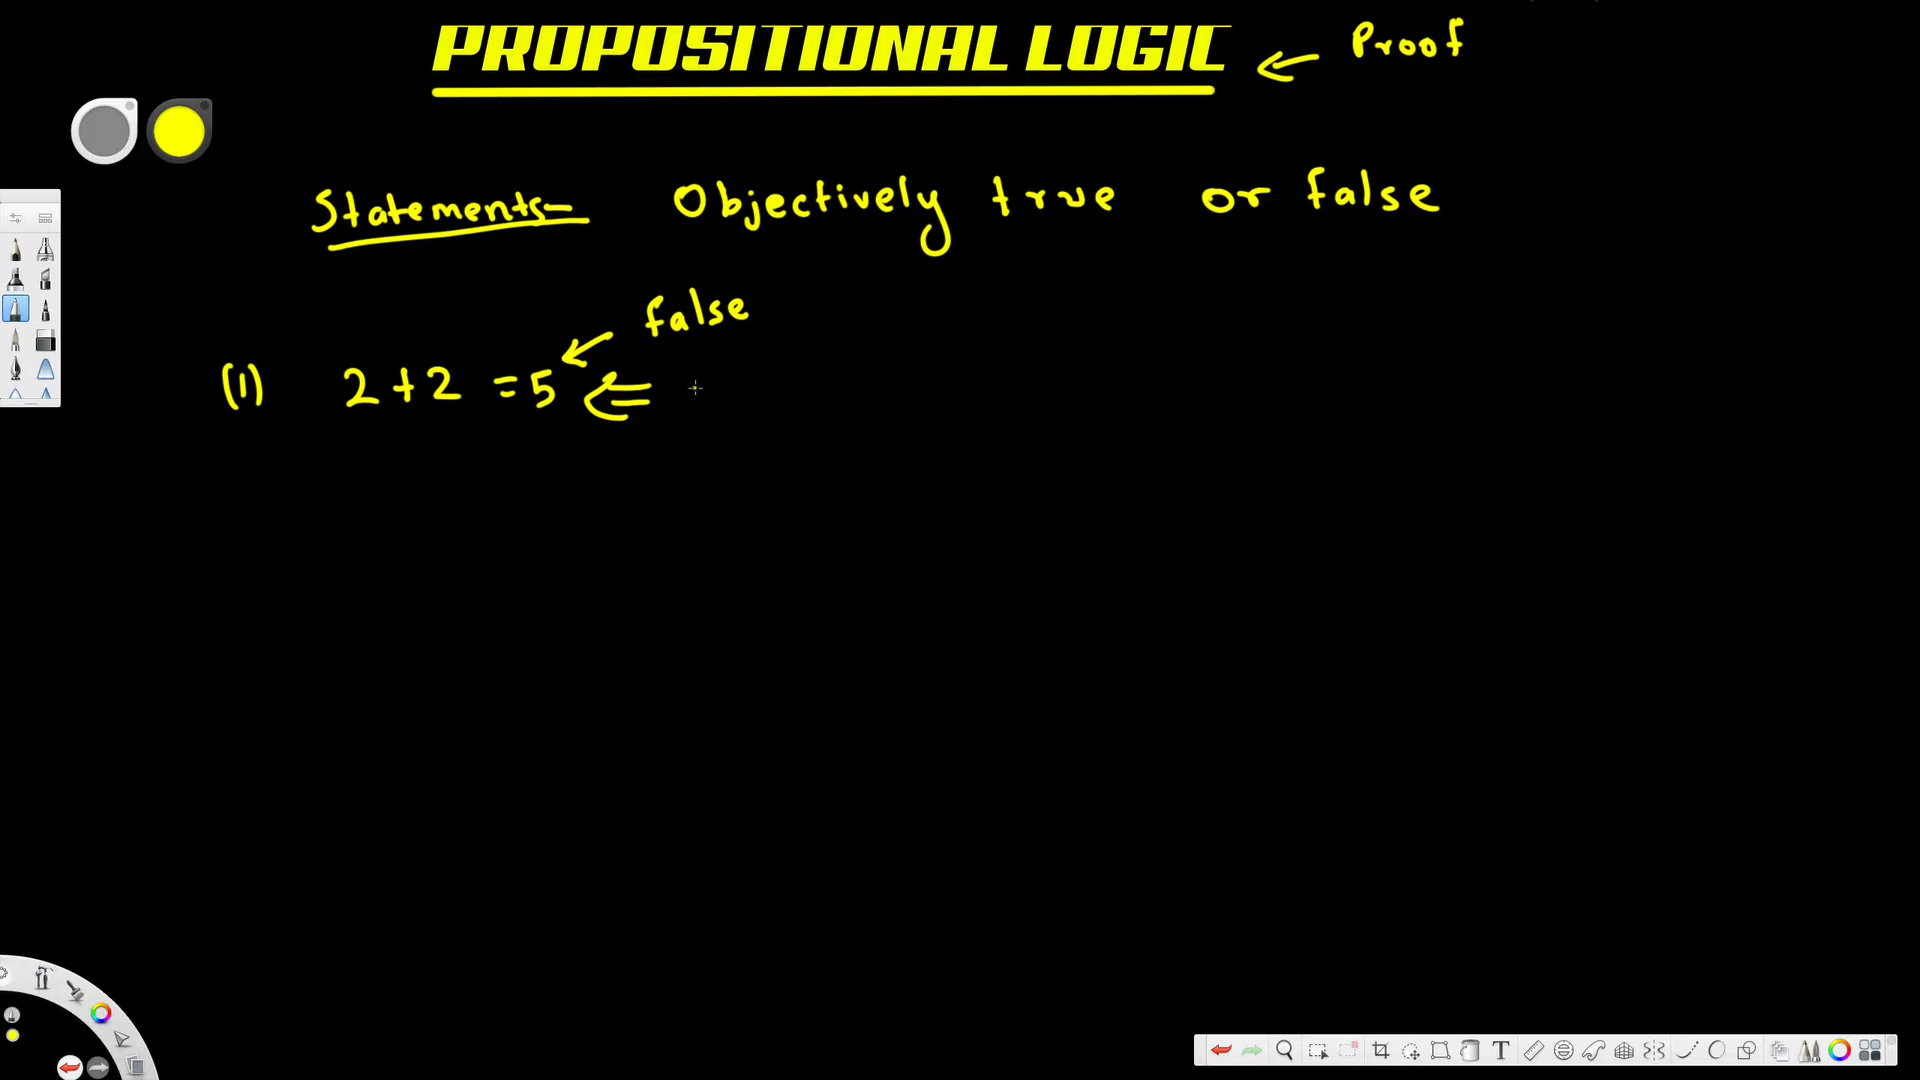 PROPOSITIONAL LOGIC ← Proof
Statements- Objectively true or false
false
(1) 2+2 =5